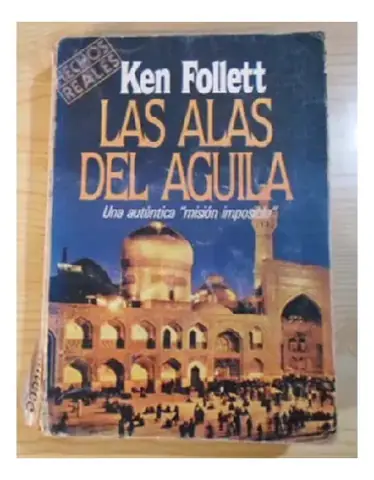 HECHOS
REALES
Ken Follett
LAS ALAS
DEL AGUILA
Una auténtica "misión imposible"